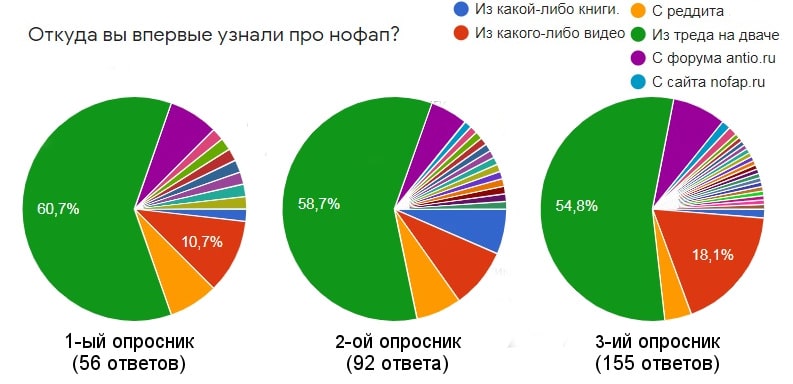 Откуда вы впервые узнали про нофап?
Из какой-либо книги.
Из какого-либо видео
С реддита
Из треда на дваче
С форума antio.ru
С сайта nofap.ru
60,7%
10,7%
58,7%
54,8%
18,1%
1-ый опросник
(56 ответов)
2-ой опросник
(92 ответа)
3-ий опросник
(155 ответов)